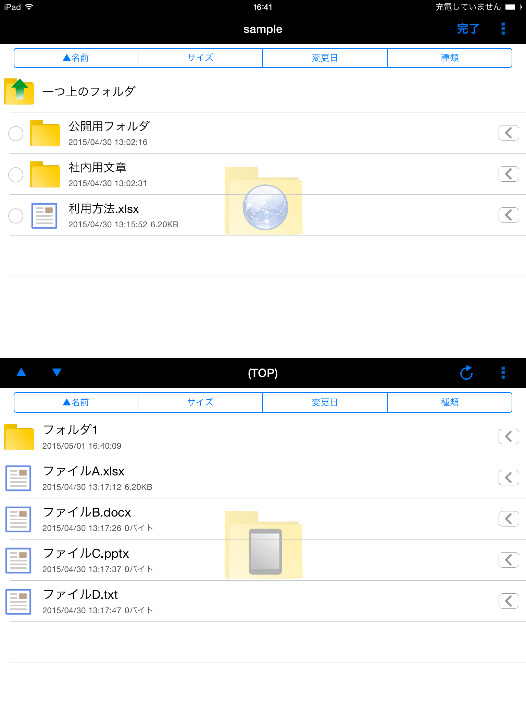 iPad 16:41 充電していません
sample 完了
▲名前 サイズ 変更日 種類
一つ上のフォルダ
公開用フォルダ
2015/04/30 13:02:16
社内用文章
2015/04/30 13:02:31
利用方法.xlsx
2015/04/30 13:15:52 6.20KB
(TOP)
▲名前 サイズ 変更日 種類
フォルダ1
2015/05/01 16:40:09
ファイルA.xlsx
2015/04/30 13:17:12 6.20KB
ファイルB.docx
2015/04/30 13:17:26 0バイト
ファイルC.pptx
2015/04/30 13:17:37 0バイト
ファイルD.txt
2015/04/30 13:17:47 0バイト